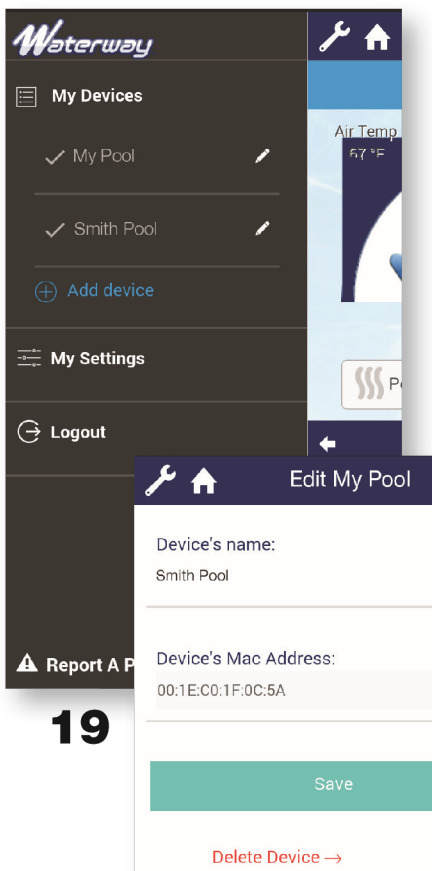 Waterway
My Devices
My Pool
Smith Pool
Add device
My Settings
Logout
Report A P
Air Temp
67 °F
P
19
Edit My Pool
Device's name:
Smith Pool
Device's Mac Address:
00:1E:C0:1F:0C:5A
Save
Delete Device →